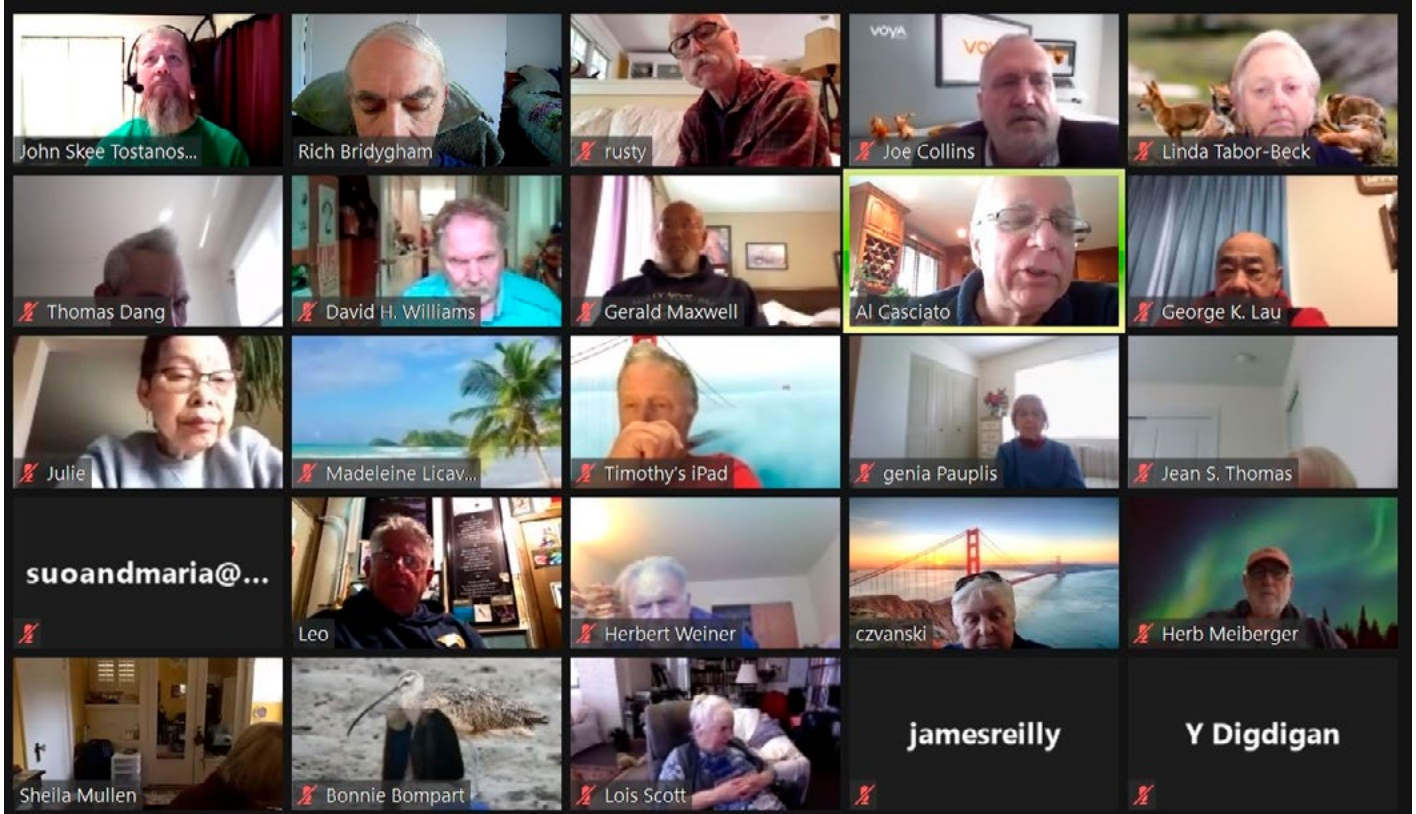 VOYA
VOY
John Skee Tostanos...
Rich Bridygham
rusty
Joe Collins
Linda Tabor-Beck
Thomas Dang
David H. Williams
Gerald Maxwell
Al Casciato
George K. Lau
Julie
Madeleine Licav...
Timothy's iPad
genia Pauplis
Jean S. Thomas
suoandmaria@...
Leo
Herbert Weiner
czvanski
Herb Meiberger
Sheila Mullen
Bonnie Bompart
Lois Scott
jamesreilly
Y Digdigan